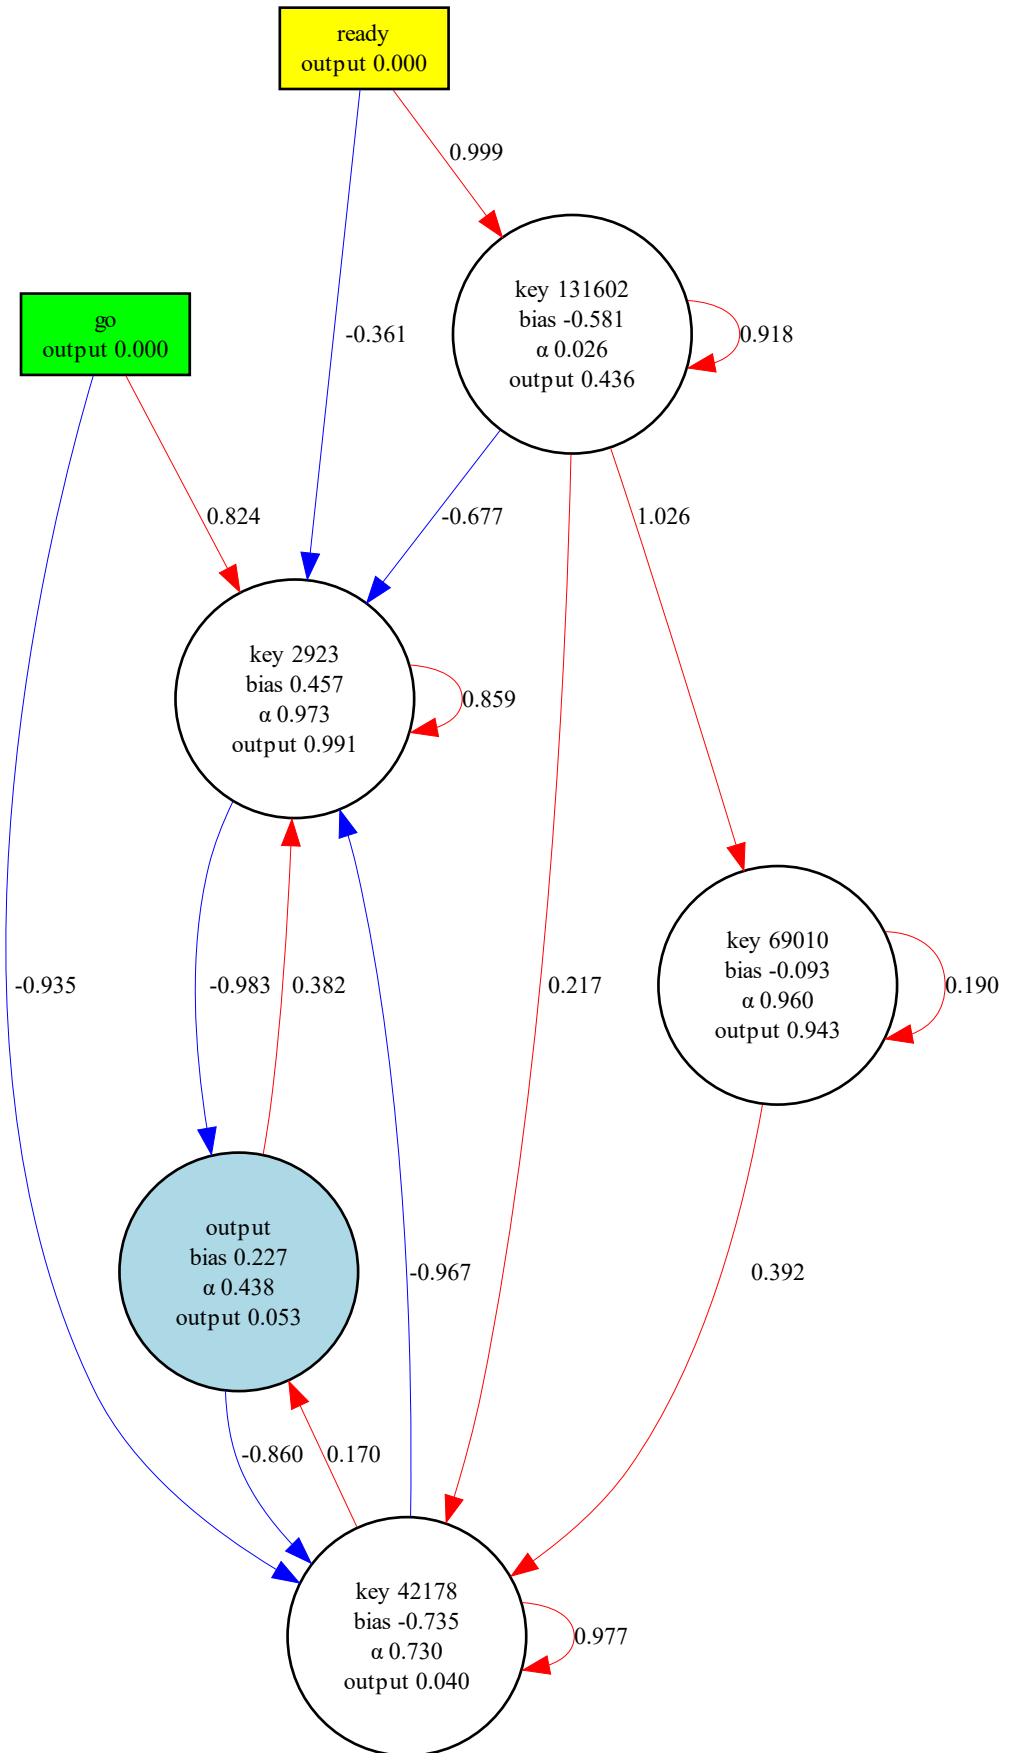 ready
output 0.000
0.999
key 131602
bias -0.581
α 0.026
output 0.436
0.918
-0.361
go
output 0.000
0.824
-0.677
1.026
key 2923
bias 0.457
α 0.973
output 0.991
0.859
-0.935
-0.983
0.382
0.217
key 69010
bias -0.093
α 0.960
output 0.943
0.190
output
bias 0.227
α 0.438
output 0.053
-0.967
0.392
-0.860
0.170
key 42178
bias -0.735
α 0.730
output 0.040
0.977